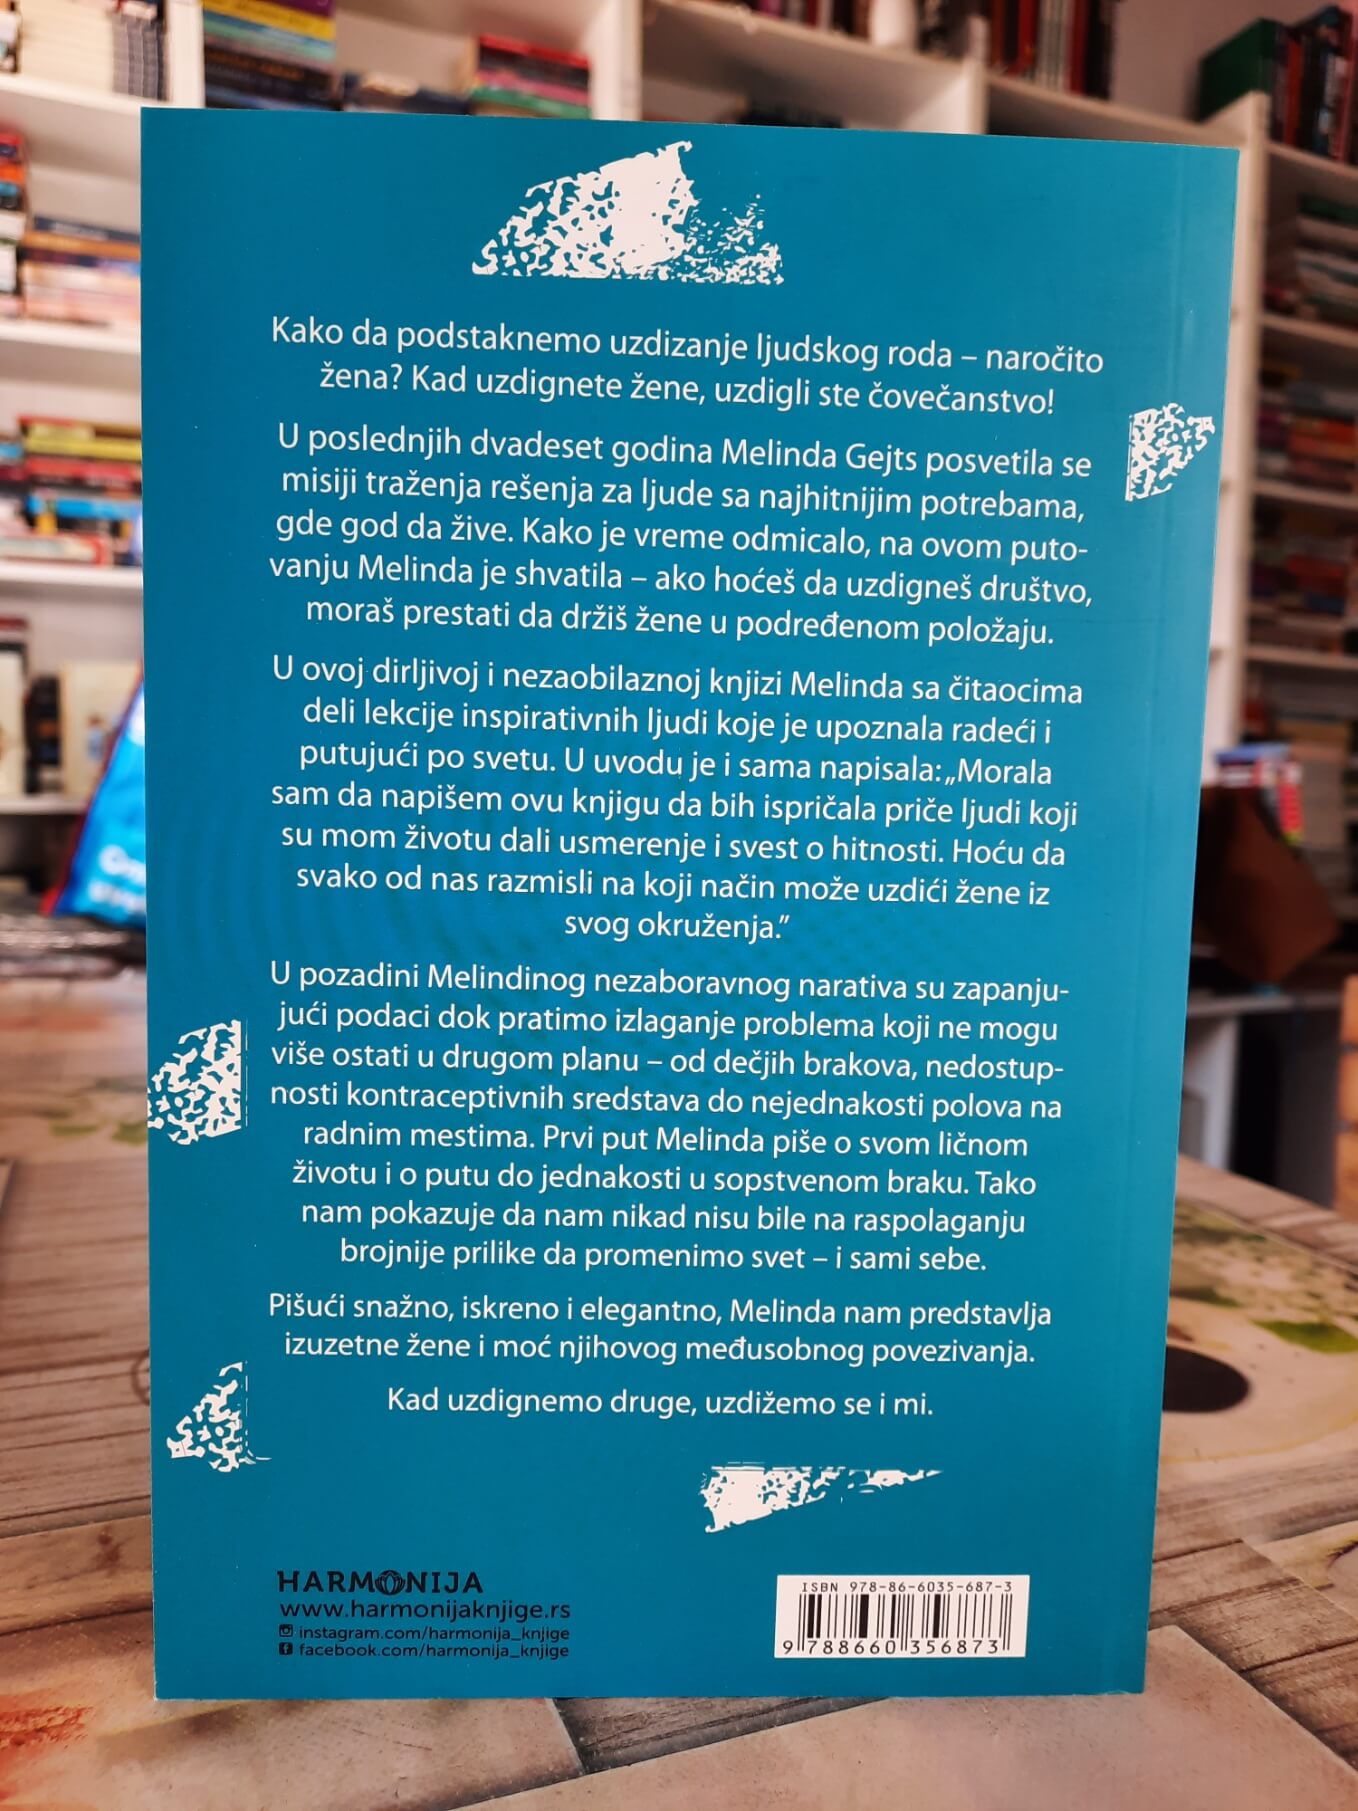 Kako da podstaknemo uzdizanje ljudskog roda – naročito
žena? Kad uzdignete žene, uzdigli ste čovečanstvo!
U poslednjih dvadeset godina Melinda Gejts posvetila se
misiji traženja rešenja za ljude sa najhitnijim potrebama,
gde god da žive. Kako je vreme odmicalo, na ovom puto-
vanju Melinda je shvatila – ako hoćeš da uzdigneš društvo,
moraš prestati da držiš žene u podređenom položaju.
U ovoj dirljivoj i nezaobilaznoj knjizi Melinda sa čitaocima
deli lekcije inspirativnih ljudi koje je upoznala radeći i
putujući po svetu. U uvodu je i sama napisala: „Morala
sam da napišem ovu knjigu da bih ispričala priče ljudi koji
su mom životu dali usmerenje i svest o hitnosti. Hoću da
svako od nas razmisli na koji način može uzdići žene iz
svog okruženja.”
U pozadini Melindinog nezaboravnog narativa su zapanju-
jući podaci dok pratimo izlaganje problema koji ne mogu
više ostati u drugom planu – od dečjih brakova, nedostup-
nosti kontraceptivnih sredstava do nejednakosti polova na
radnim mestima. Prvi put Melinda piše o svom ličnom
životu i o putu do jednakosti u sopstvenom braku. Tako
nam pokazuje da nam nikad nisu bile na raspolaganju
brojnije prilike da promenimo svet – i sami sebe.
Pišući snažno, iskreno i elegantno, Melinda nam predstavlja
izuzetne žene i moć njihovog međusobnog povezivanja.
Kad uzdignemo druge, uzdižemo se i mi.
HARMONIJA
www.harmonijaknjige.rs
instagram.com/harmonija_knjige
facebook.com/harmonija_knjige
ISBN 978-86-6035-687-3
9 788660 356873